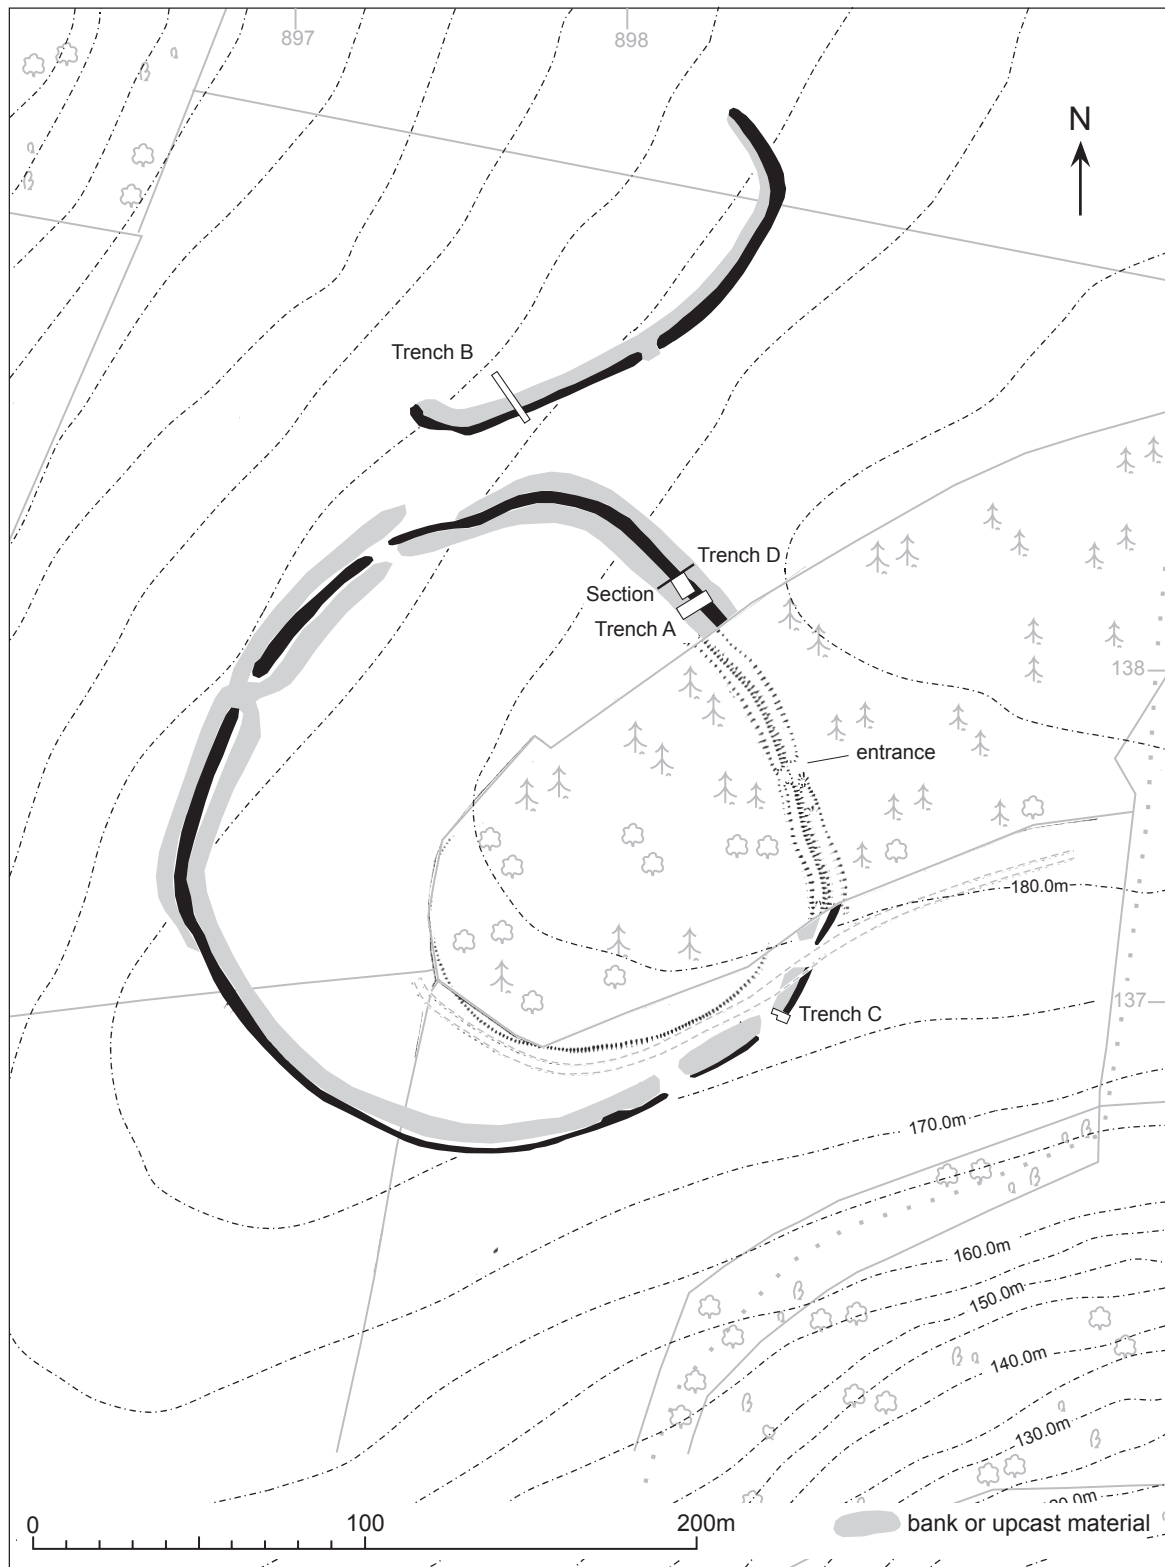 897
898
N
Trench B
Trench D
Section
Trench A
138
entrance
180.0m
137
Trench C
170.0m
160.0m
150.0m
140.0m
130.0m
0
100
200m
bank or upcast material